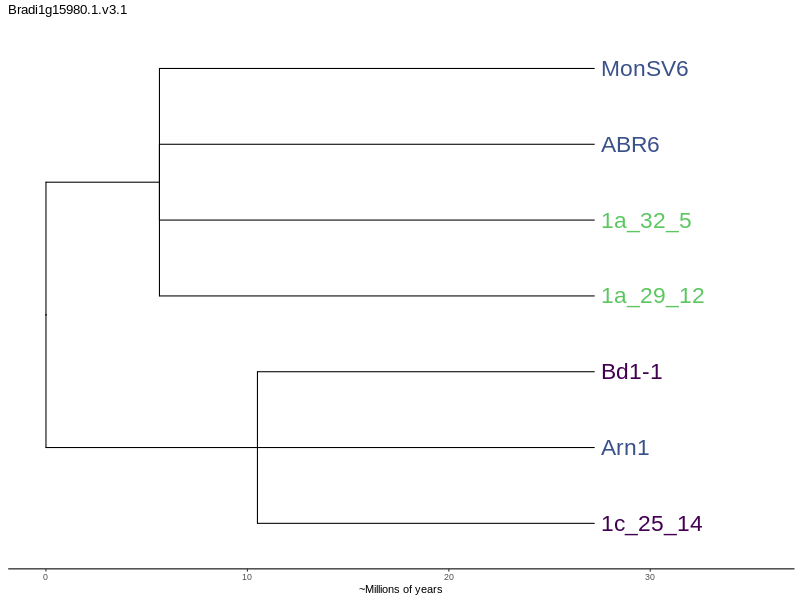 Bradi1g15980.1.v3.1
MonSV6
ABR6
1a_32_5
1a_29_12
Bd1-1
Arn1
1c_25_14
0 10 20 30
~Millions of years